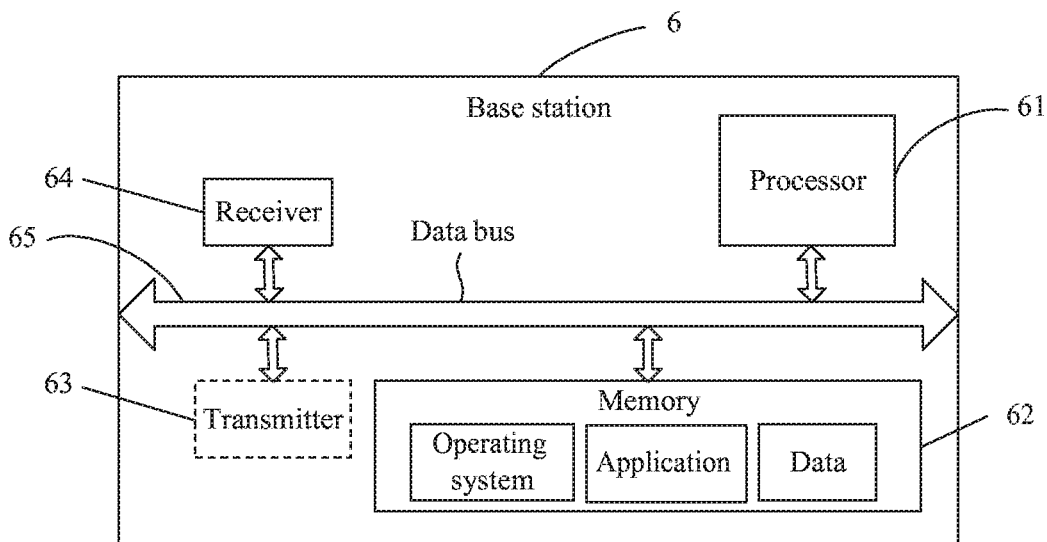 6
Base station
61
Processor
64
Receiver
65
Data bus
63
Transmitter
Memory
62
Operating
system
Application
Data